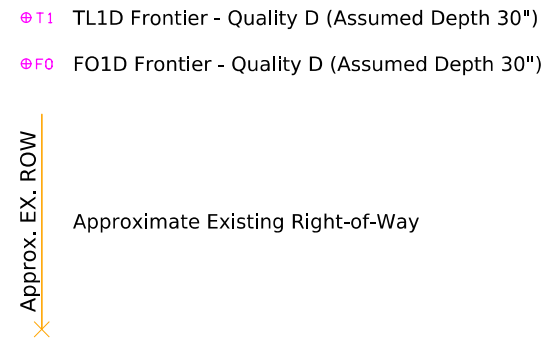 ⊕T1 TL1D Frontier - Quality D (Assumed Depth 30")
⊕FO FO1D Frontier - Quality D (Assumed Depth 30")
Approx. EX. ROW
Approximate Existing Right-of-Way